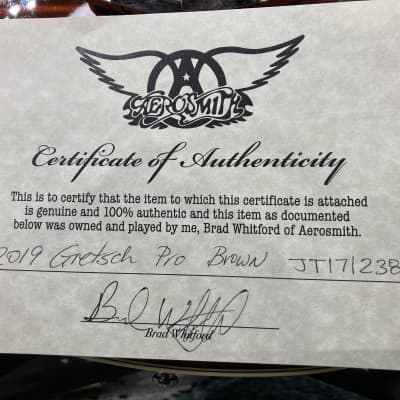 AEROSMITH
Certificate of Authenticity
This is to certify that the item to which this certificate is attached
is genuine and 100% authentic and this item as documented
below was owned and played by me, Brad Whitford of Aerosmith.
2019 Gretsch Pro Brown JT171238
Brad Whitford